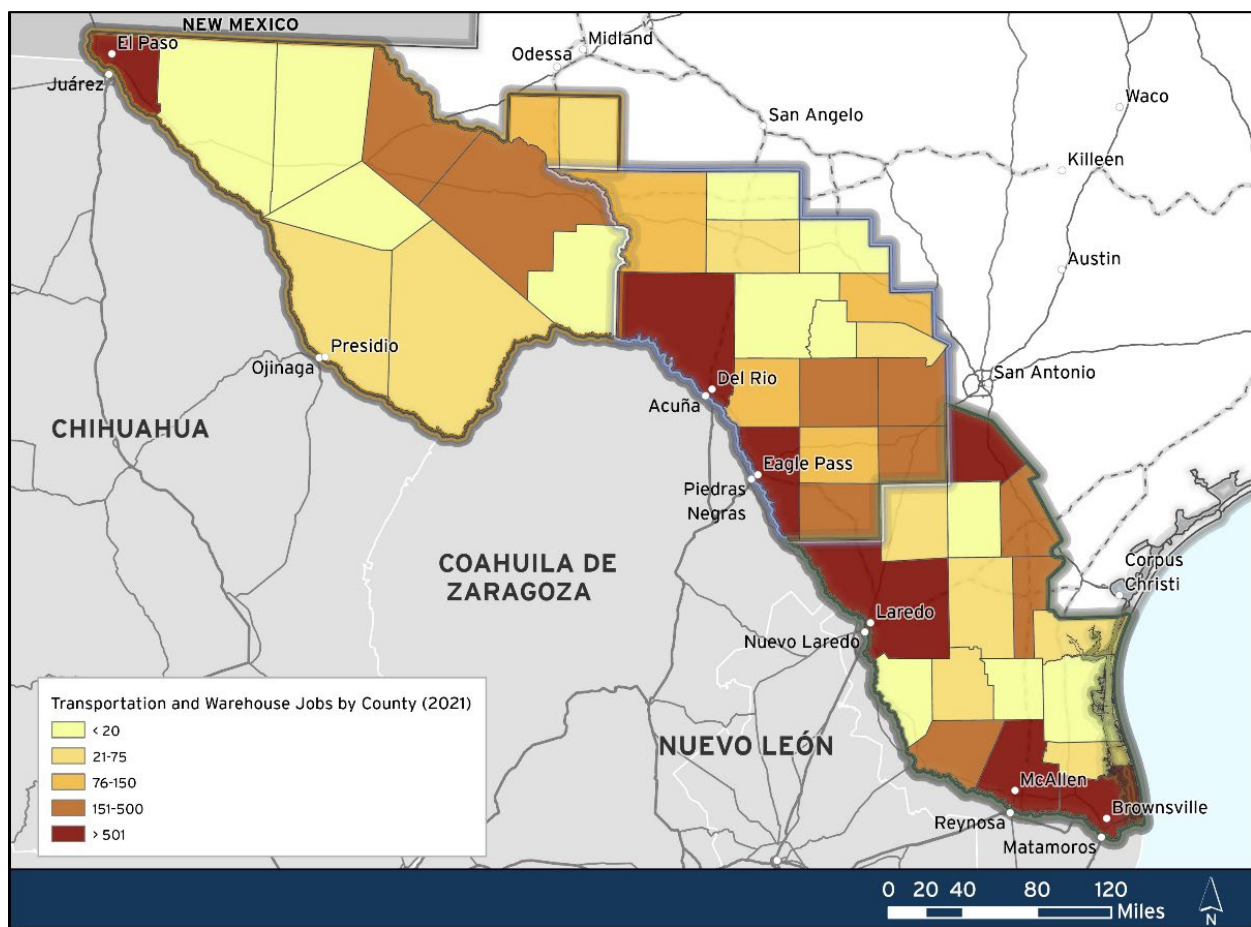 NEW MEXICO
El Paso
Juárez
Midland
Odessa
San Angelo
Waco
Killeen
Austin
Presidio
Ojinaga
Del Rio
Acuña
San Antonio
CHIHUAHUA
Eagle Pass
Piedras
Negras
COAHUILA DE
ZARAGOZA
Corpus
Christi
Laredo
Nuevo Laredo
NUEVO LEÓN
McAllen
Reynosa
Brownsville
Matamoros
Transportation and Warehouse Jobs by County (2021)
< 20
21-75
76-150
151-500
> 501
0 20 40 80 120
Miles
N